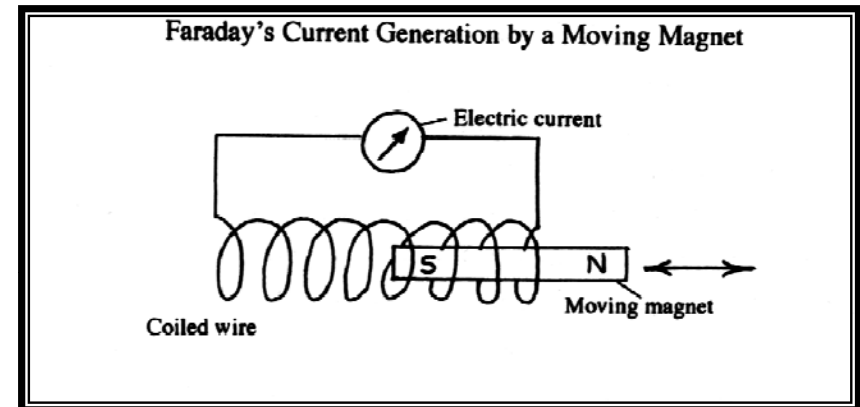 Faraday's Current Generation by a Moving Magnet
Electric current
S N
Moving magnet
Coiled wire